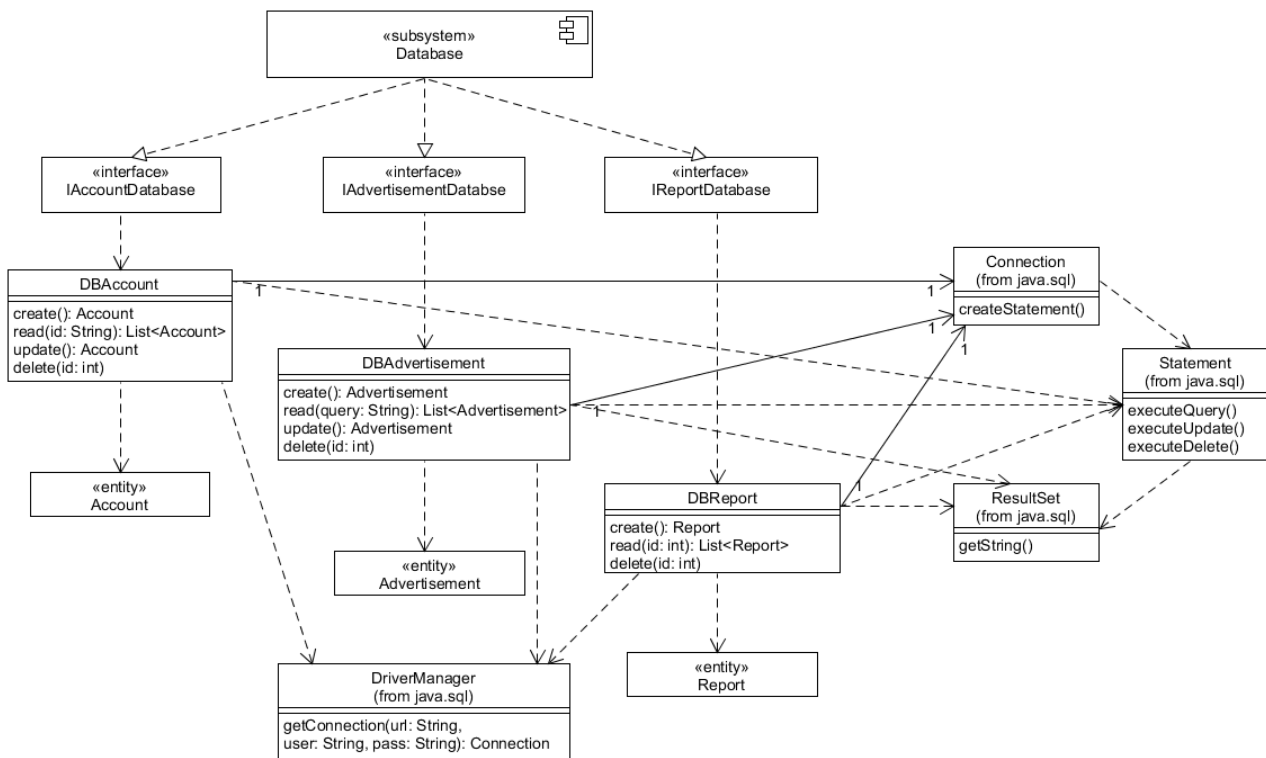 «subsystem»
Database
«interface»
IAccountDatabase
«interface»
IAdvertisementDatabse
«interface»
IReportDatabase
DBAccount
create(): Account
read(id: String): List<Account>
update(): Account
delete(id: int)
1
1
Connection
(from java.sql)
createStatement()
1
1
DBAdvertisement
create(): Advertisement
read(query: String): List<Advertisement>
update(): Advertisement
delete(id: int)
1
Statement
(from java.sql)
executeQuery()
executeUpdate()
executeDelete()
«entity»
Account
DBReport
create(): Report
read(id: int): List<Report>
delete(id: int)
1
ResultSet
(from java.sql)
getString()
«entity»
Advertisement
DriverManager
(from java.sql)
getConnection(url: String,
user: String, pass: String): Connection
«entity»
Report